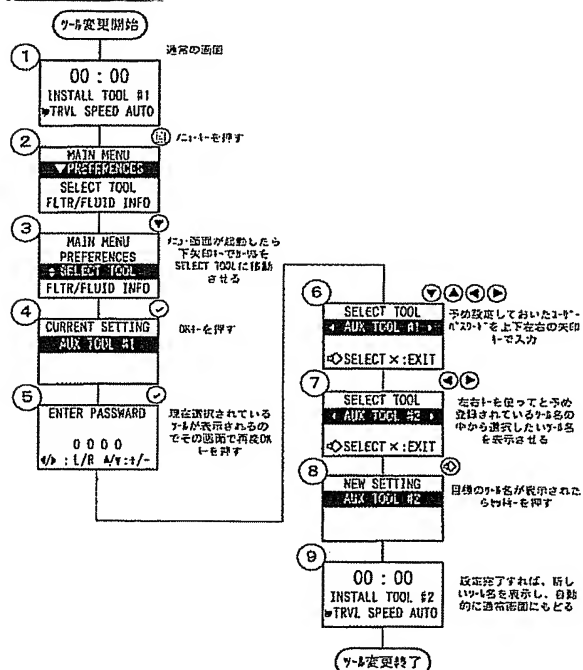 ツール変更開始
① 通常の画面
00 : 00
INSTALL TOOL #1
TRVL SPEED AUTO
② メニューキーを押す
MAIN MENU
▼PREFERENCES
SELECT TOOL
FLTR/FLUID INFO
③
MAIN MENU
PREFERENCES
SELECT TOOL
FLTR/FLUID INFO
メニュー画面が起動したら
下矢印キーでカーソルを
SELECT TOOLに移動
させる
④
CURRENT SETTING
AUX TOOL #1
OKキーを押す
⑤
ENTER PASSWARD
0 0 0 0
◀/▶ : L/R ▲/▼:+/-
現在選択されている
ツールが表示されるの
でその画面で再度OK
キーを押す
⑥
SELECT TOOL
◀ AUX TOOL #1 ▶
SELECT ×:EXIT
予め設定しておいたユーザー
パスワードを上下左右の矢印
キーで入力
⑦
SELECT TOOL
◀ AUX TOOL #2 ▶
SELECT ×:EXIT
左右キーを使ってと予め
登録されているツール名の
中から選択したいツール名
を表示させる
⑧
NEW SETTING
AUX TOOL #2
目標のツール名が表示された
らセットキーを押す
⑨
00 : 00
INSTALL TOOL #2
TRVL SPEED AUTO
設定完了すれば、新し
いツール名を表示し、自動
的に通常画面にもどる
ツール変更終了